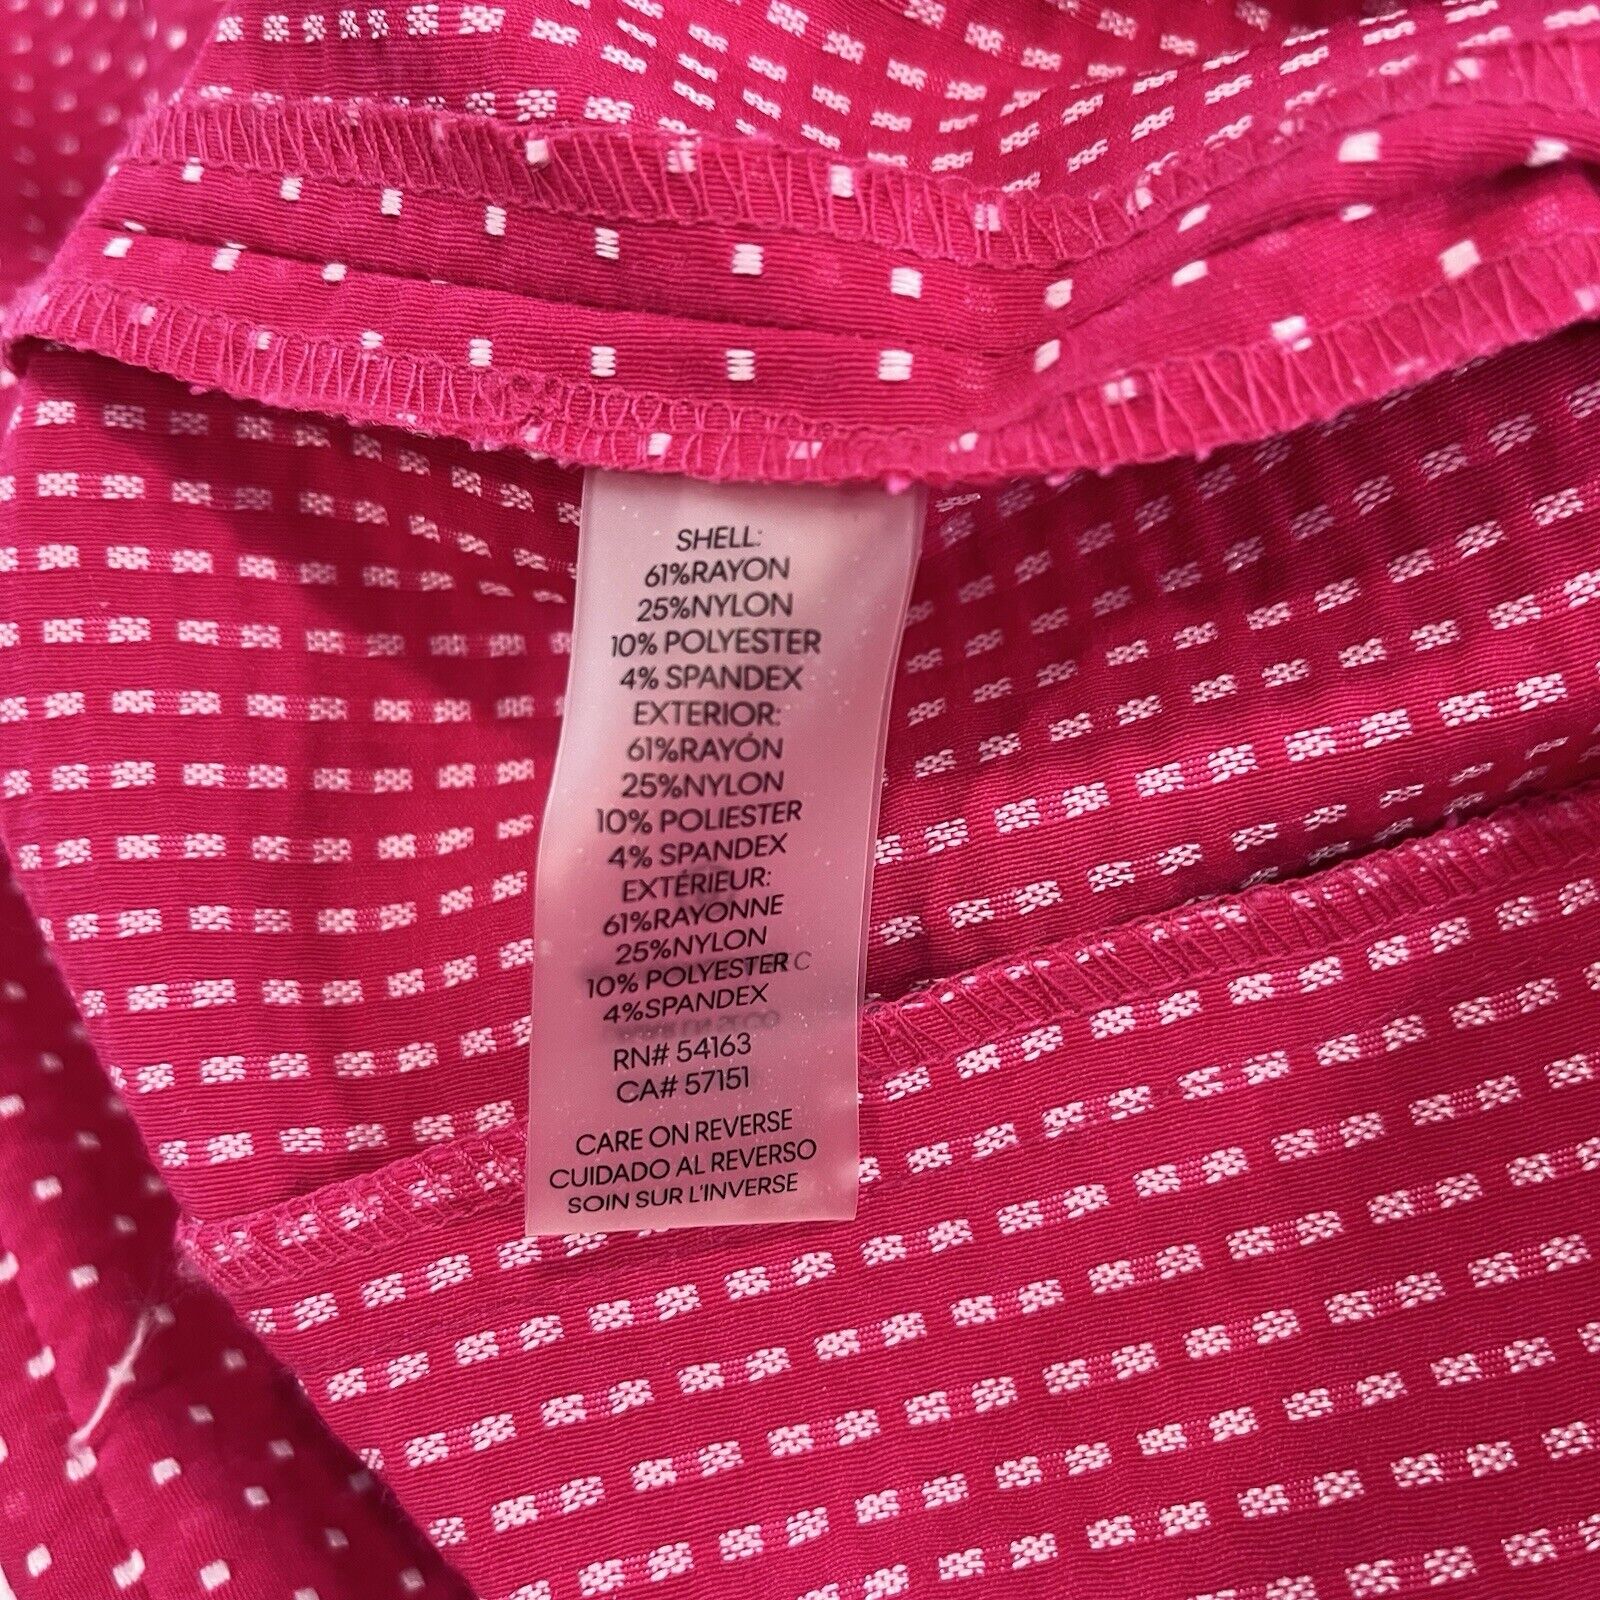 SHELL:
61%RAYON
25%NYLON
10% POLYESTER
4% SPANDEX
EXTERIOR:
61%RAYÓN
25%NYLON
10% POLIESTER
4% SPANDEX
EXTÉRIEUR:
61%RAYONNE
25%NYLON
10% POLYESTER
4%SPANDEX
RN# 54163
CA# 57151
CARE ON REVERSE
CUIDADO AL REVERSO
SOIN SUR L'INVERSE